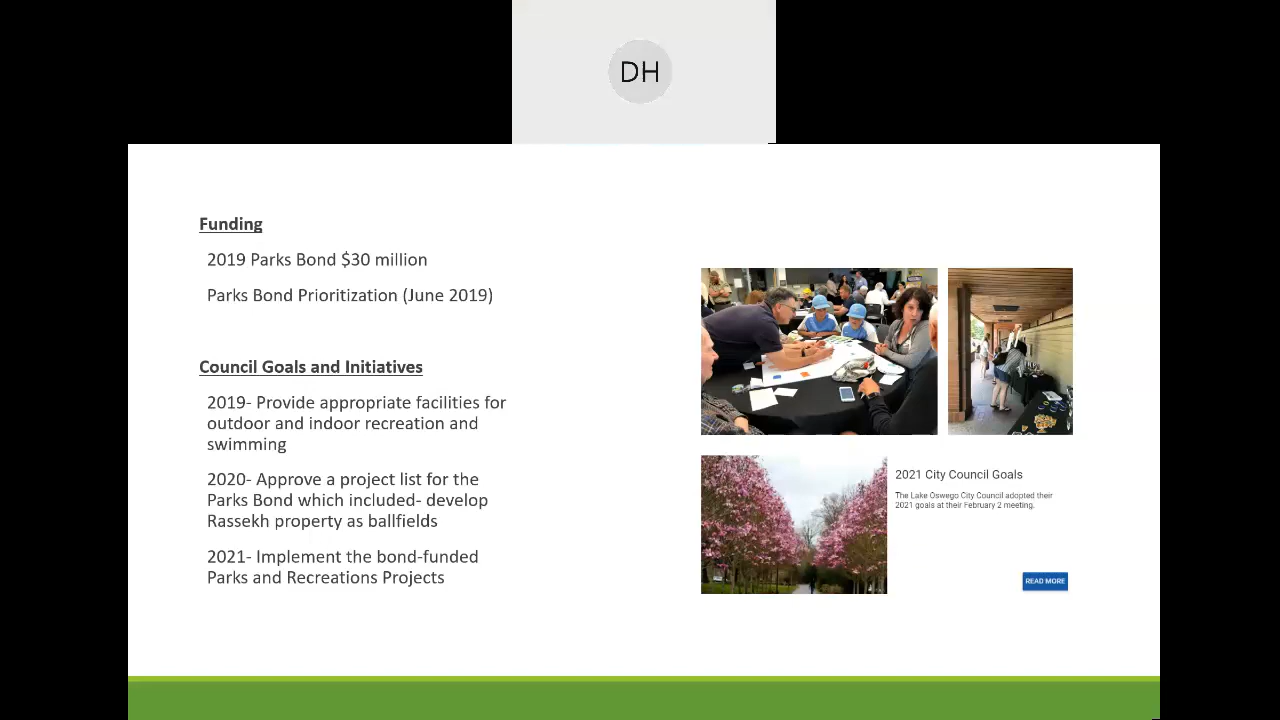 DH
Funding
2019 Parks Bond $30 million
Parks Bond Prioritization (June 2019)
Council Goals and Initiatives
2019- Provide appropriate facilities for
outdoor and indoor recreation and
swimming
2020- Approve a project list for the
Parks Bond which included- develop
Rassekh property as ballfields
2021- Implement the bond-funded
Parks and Recreations Projects
2021 City Council Goals
The Lake Oswego City Council adopted their
2021 goals at their February 2 meeting.
READ MORE